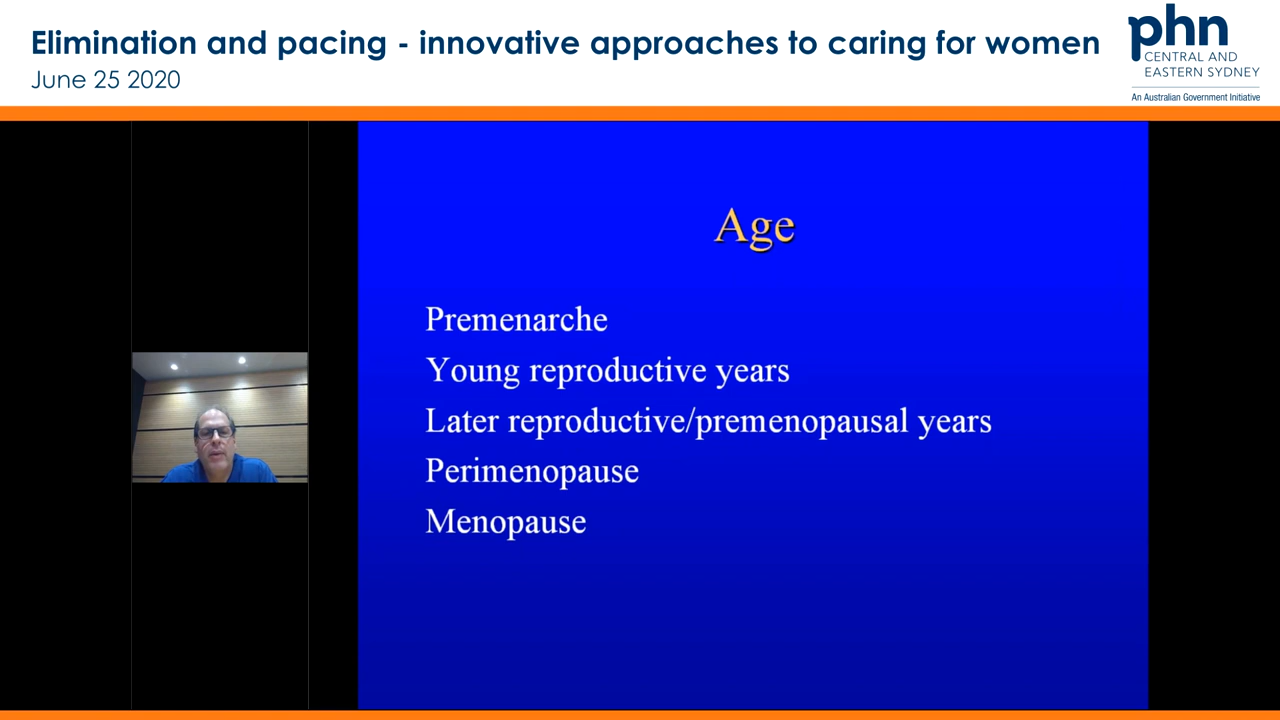 Elimination and pacing - innovative approaches to caring for women
June 25 2020
phn
CENTRAL AND
EASTERN SYDNEY
An Australian Government Initiative
Age
Premenarche
Young reproductive years
Later reproductive/premenopausal years
Perimenopause
Menopause